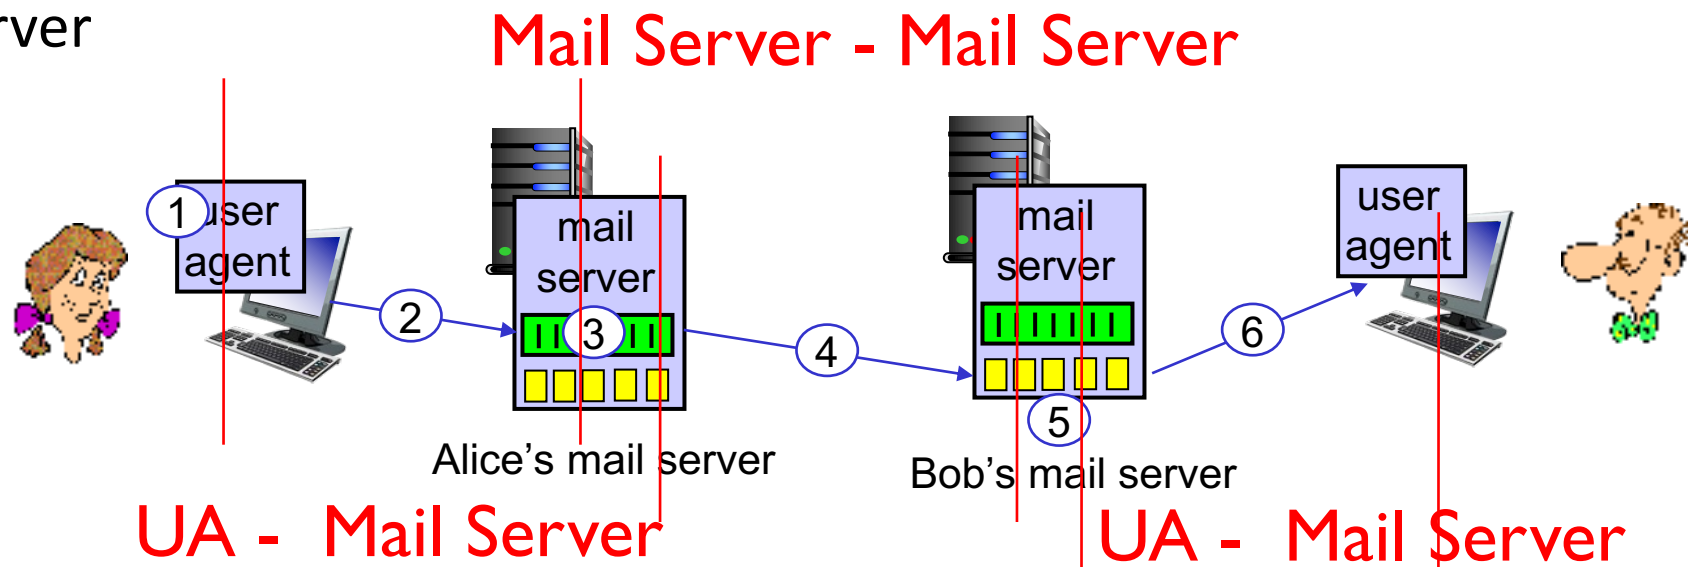 rver
Mail Server - Mail Server
1
user
agent
2
mail
server
3
4
mail
server
5
6
user
agent
Alice's mail server
Bob's mail server
UA - Mail Server
UA - Mail Server